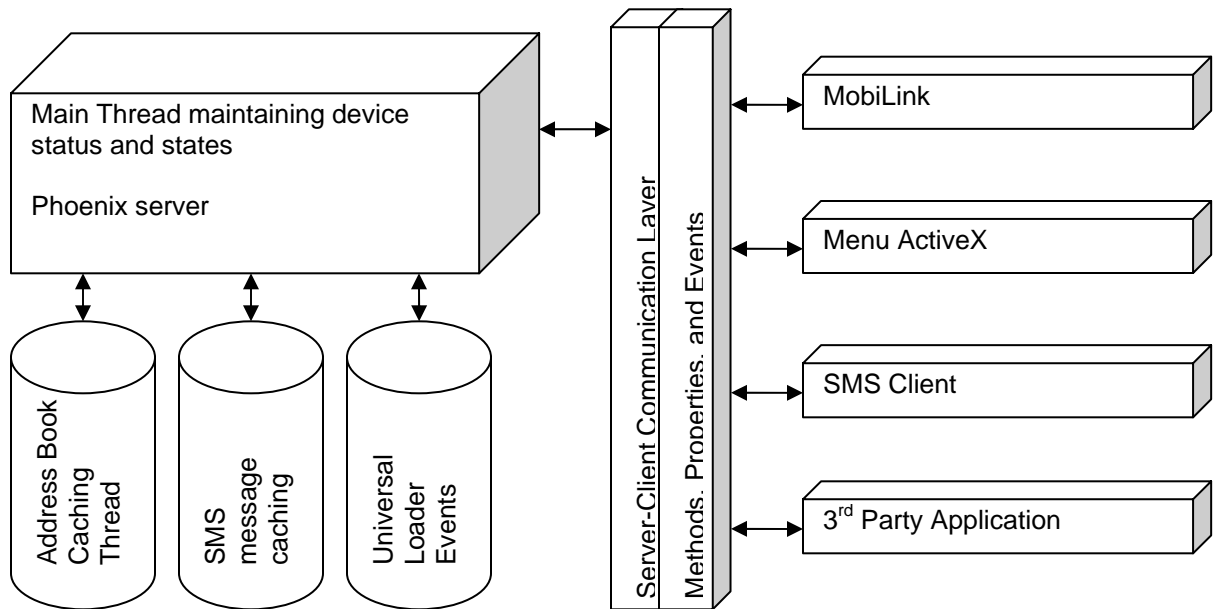 Main Thread maintaining device
status and states
Phoenix server
Address Book
Caching
Thread
SMS
message
caching
Universal
Loader
Events
Server-Client Communication Layer
Methods, Properties, and Events
MobiLink
Menu ActiveX
SMS Client
3rd Party Application